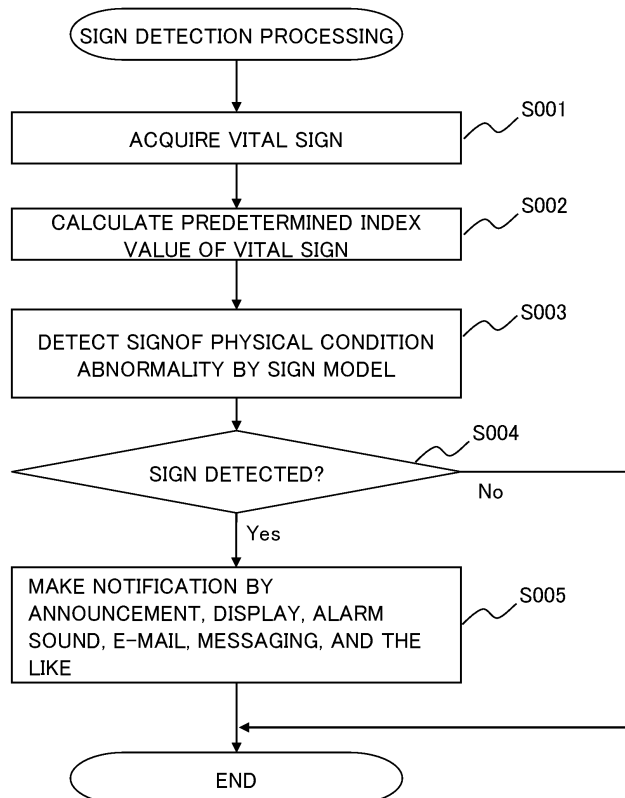 SIGN DETECTION PROCESSING
S001
ACQUIRE VITAL SIGN
S002
CALCULATE PREDETERMINED INDEX
VALUE OF VITAL SIGN
S003
DETECT SIGNOF PHYSICAL CONDITION
ABNORMALITY BY SIGN MODEL
S004
SIGN DETECTED?
No
Yes
S005
MAKE NOTIFICATION BY
ANNOUNCEMENT, DISPLAY, ALARM
SOUND, E-MAIL, MESSAGING, AND THE
LIKE
END